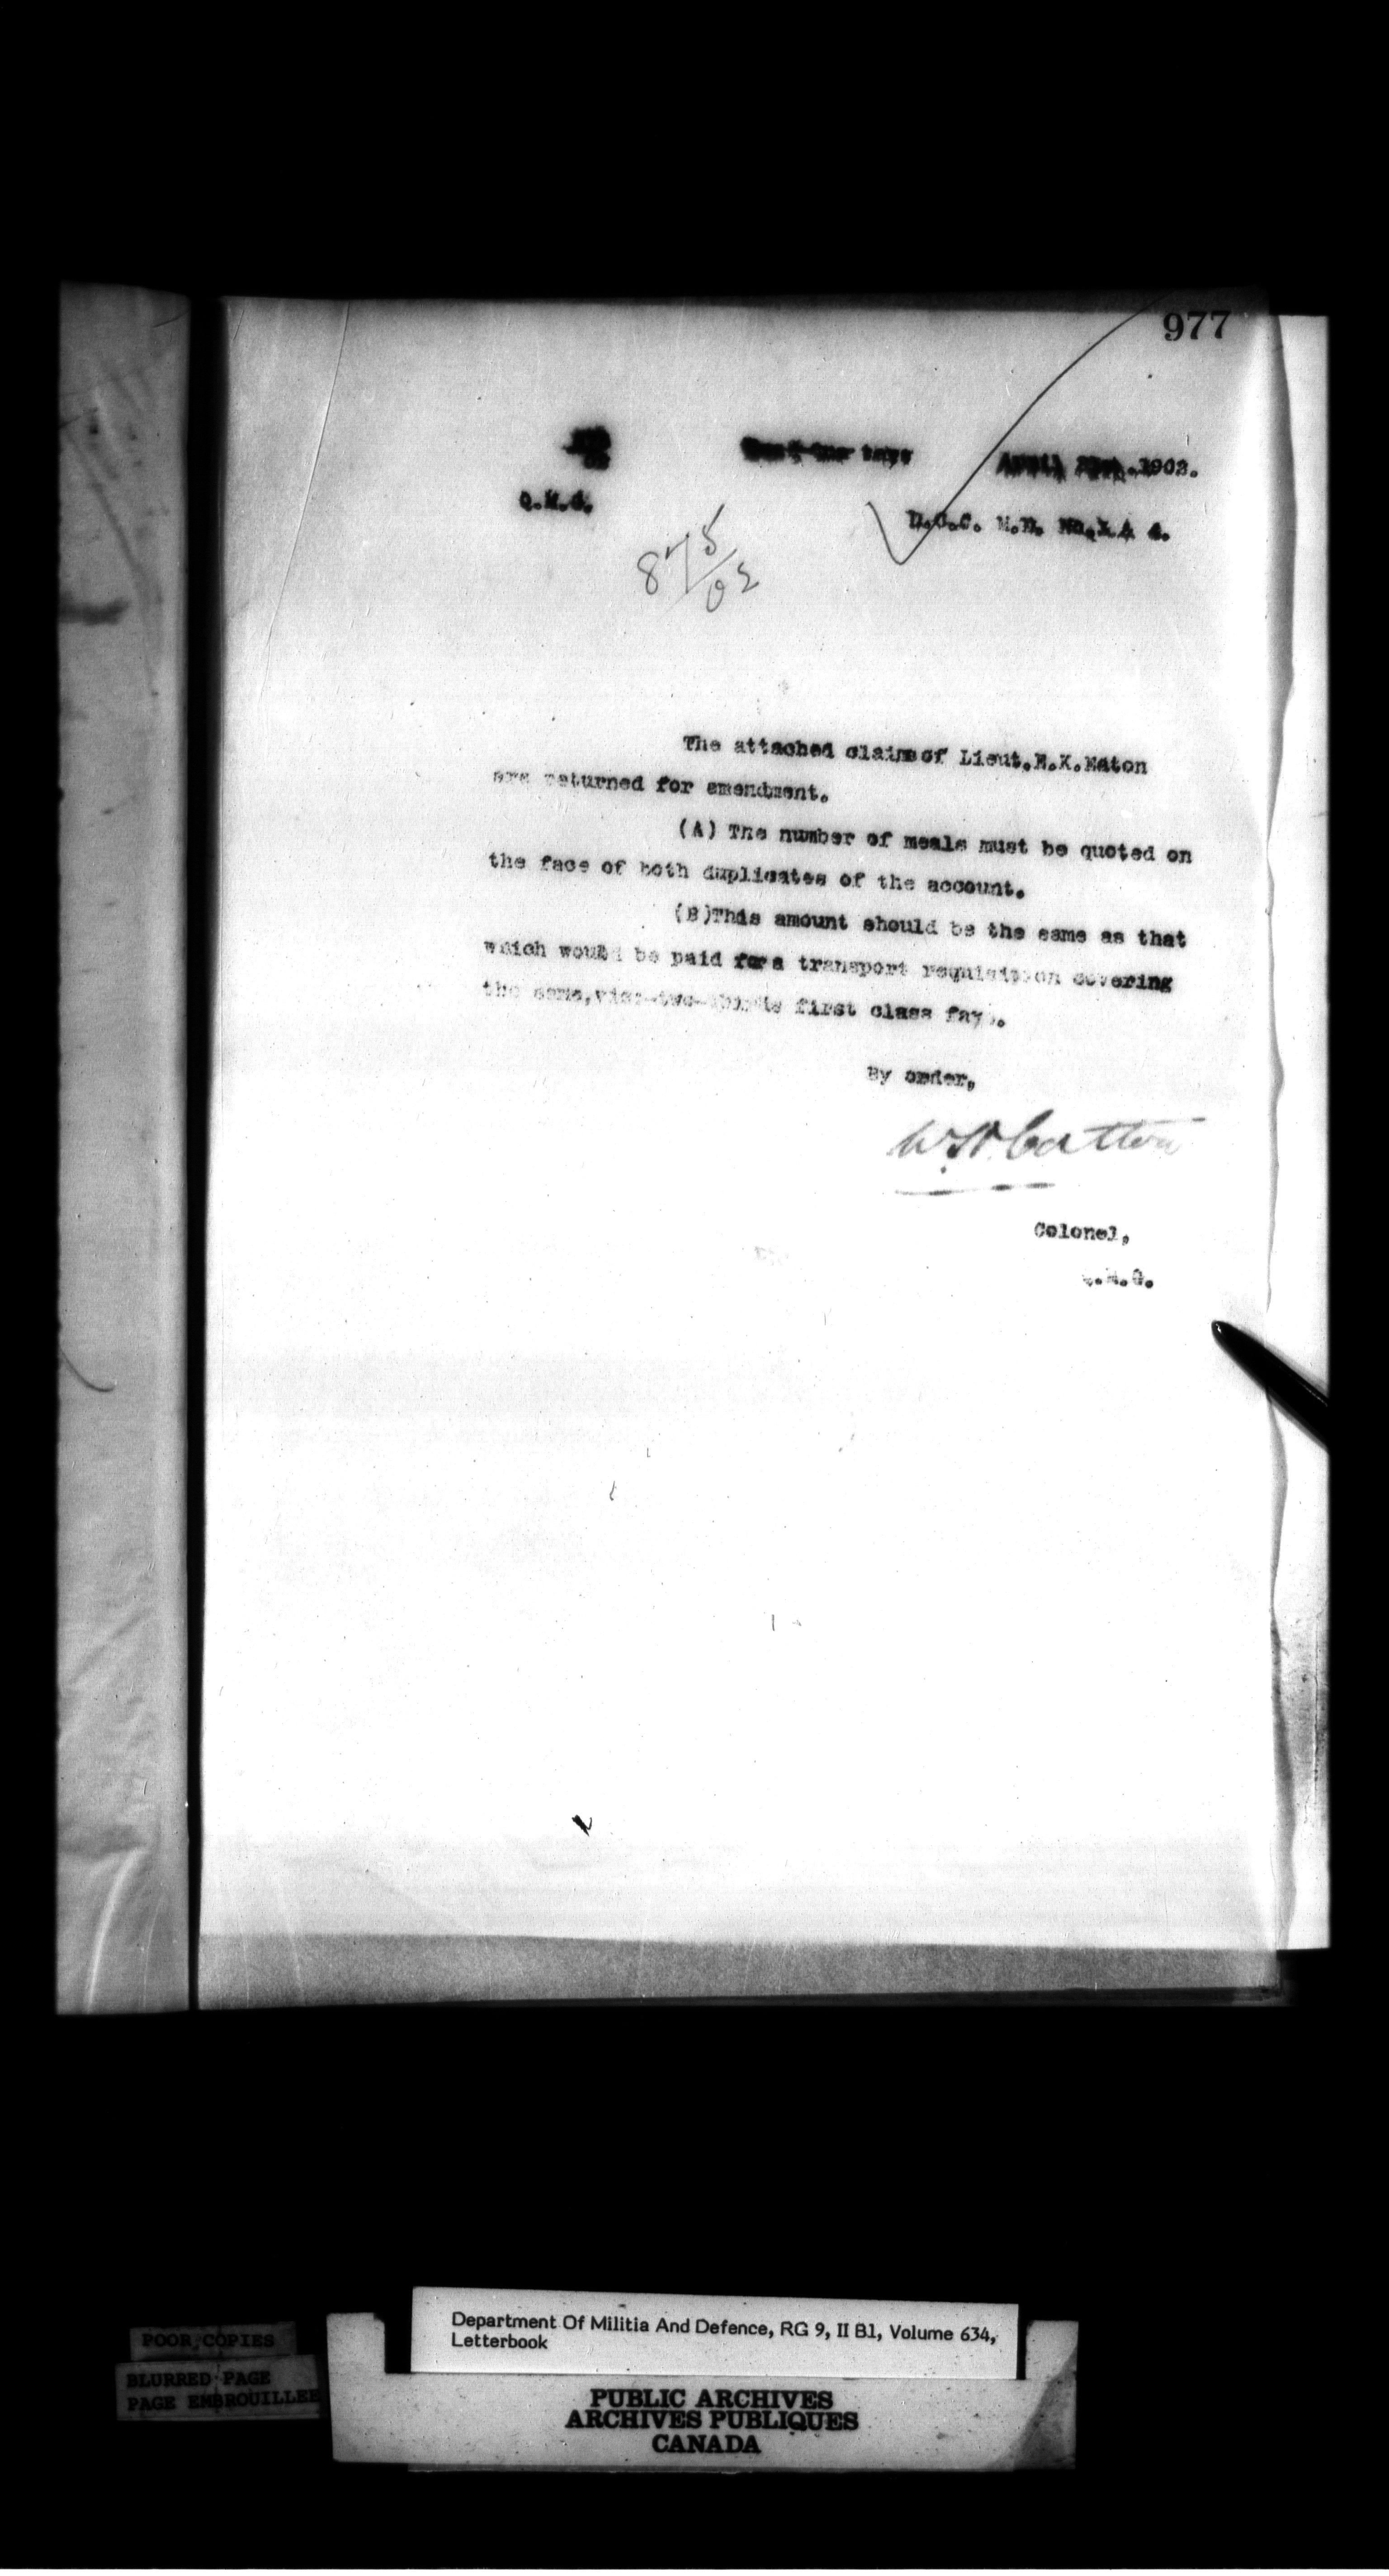 977
1902.
Q.M.G.
D.O.C. M.D. No.
875/02
The attached claims of Lieut.E.K.Eaton
are returned for amendment.
(A) The number of meals must be quoted on
the face of both duplicates of the account.
(B)This amount should be the same as that
which would be paid for a transport requisition covering
the same,viz:-two-thirds first class fare.
By order,
Colonel,
Q.M.G.
Department Of Militia And Defence, RG 9, II B1, Volume 634,
Letterbook
POOR COPIES
BLURRED PAGE
PAGE EMBROUILLEE
PUBLIC ARCHIVES
ARCHIVES PUBLIQUES
CANADA